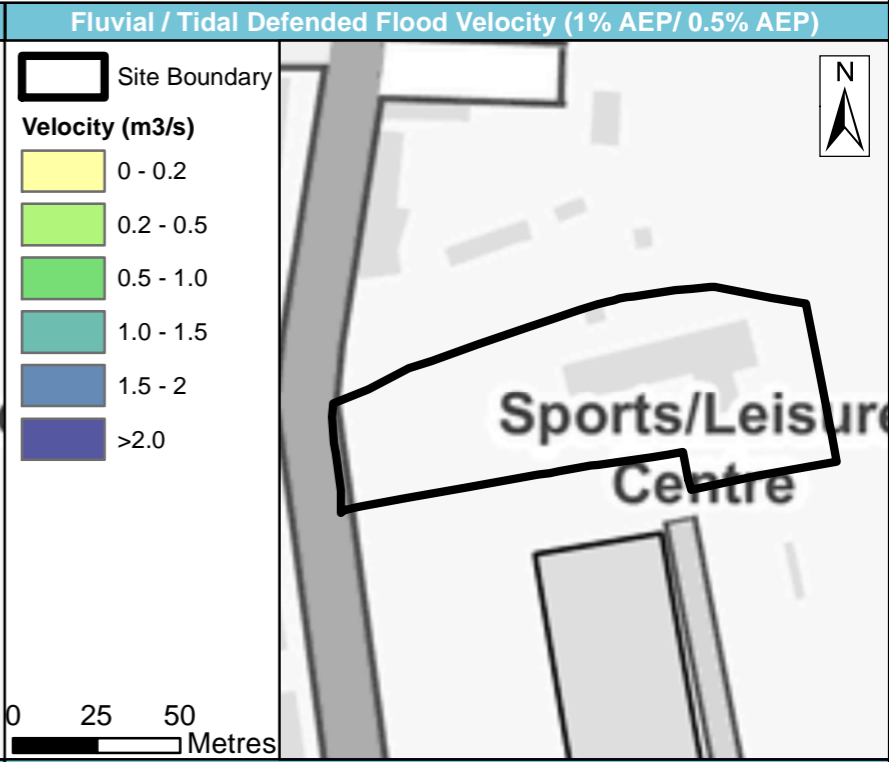 Fluvial / Tidal Defended Flood Velocity (1% AEP/ 0.5% AEP)
Site Boundary
Velocity (m3/s)
0 - 0.2
0.2 - 0.5
0.5 - 1.0
1.0 - 1.5
1.5 - 2
>2.0
0 25 50
Metres
N
Sports/Leisure
Centre